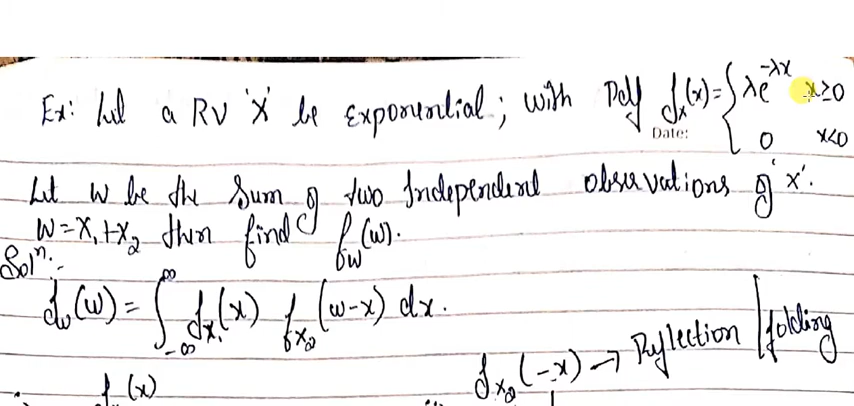 Ex: Let a RV 'X' be Exponential; with Pdf fₓ(x) = { λe^{-λx} x≥0
Date:
0 x<0
Let W be the Sum of two Independent observations of 'X'.
W = X₁+X₂ then find f_W(w).
Solⁿ:-
f_W(w) = ∫_{-∞}^{∞} f_{X₁}(x) f_{X₂}(w-x) dx.
f_{X₂}(-x) → Reflection | folding
f (x)